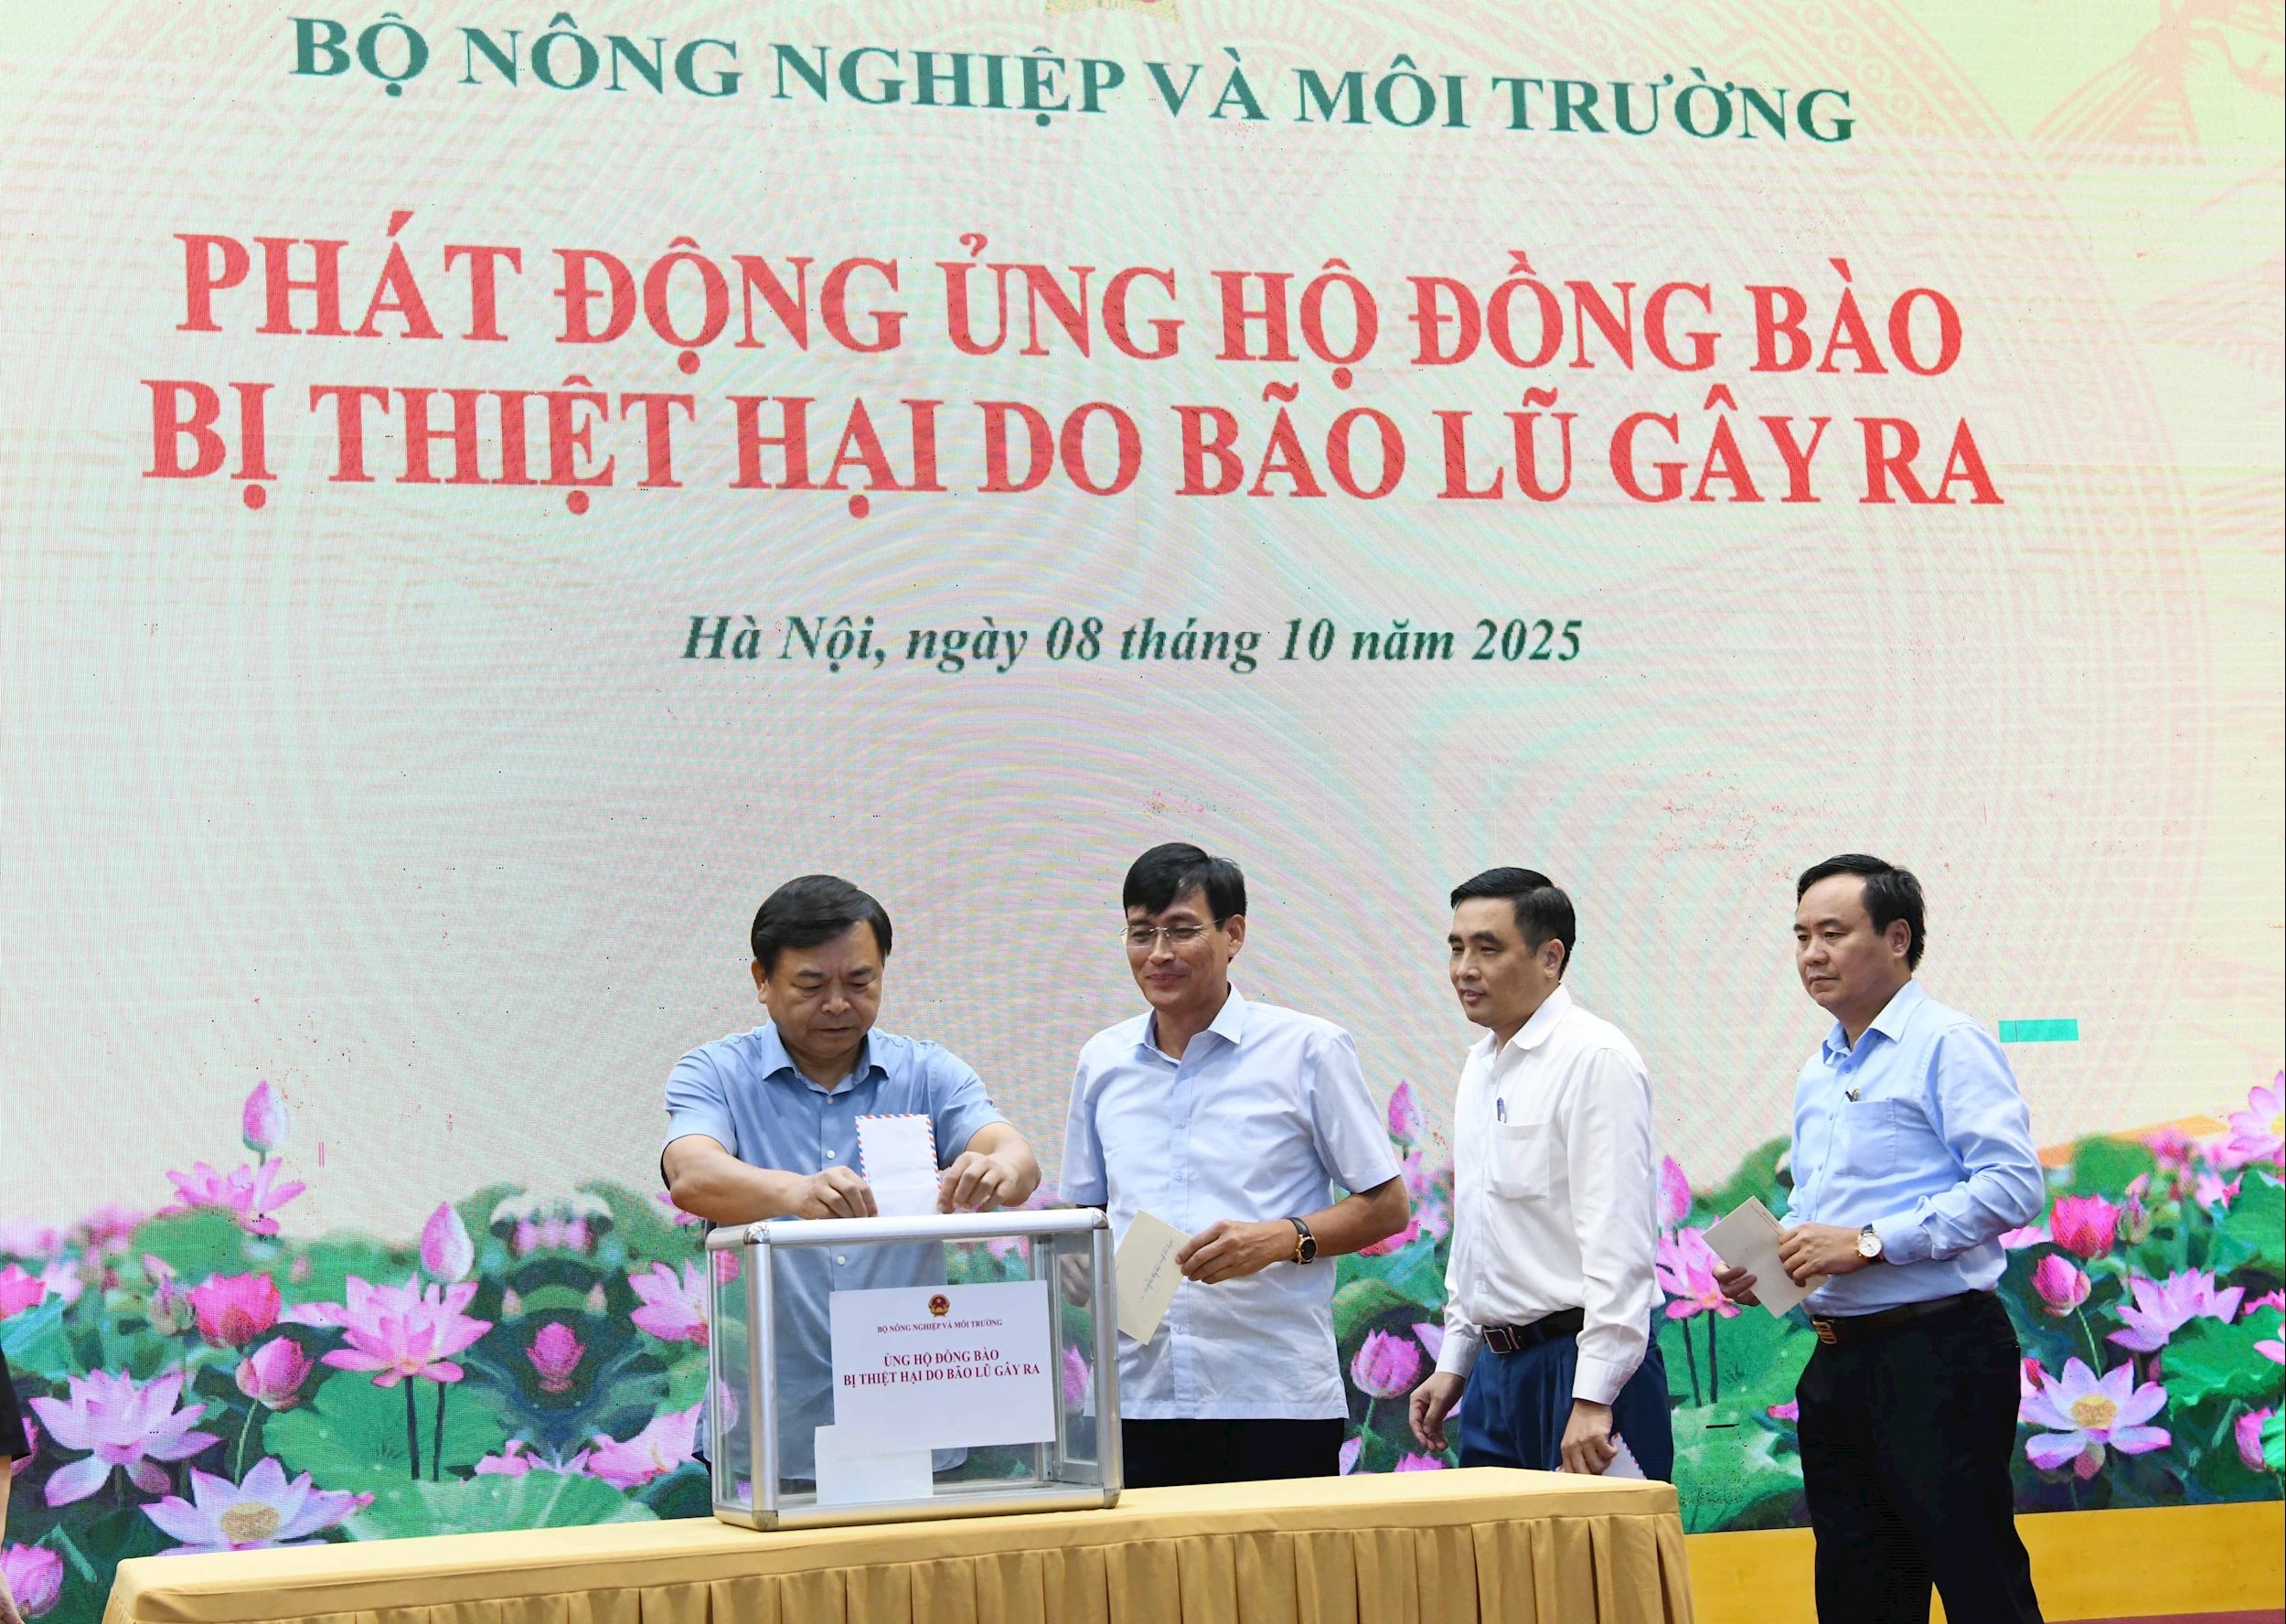 BỘ NÔNG NGHIỆP VÀ MÔI TRƯỜNG
PHÁT ĐỘNG ỦNG HỘ ĐỒNG BÀO
BỊ THIỆT HẠI DO BÃO LŨ GÂY RA
Hà Nội, ngày 08 tháng 10 năm 2025
BỘ NÔNG NGHIỆP VÀ MÔI TRƯỜNG
ỦNG HỘ ĐỒNG BÀO
BỊ THIỆT HẠI DO BÃO LŨ GÂY RA